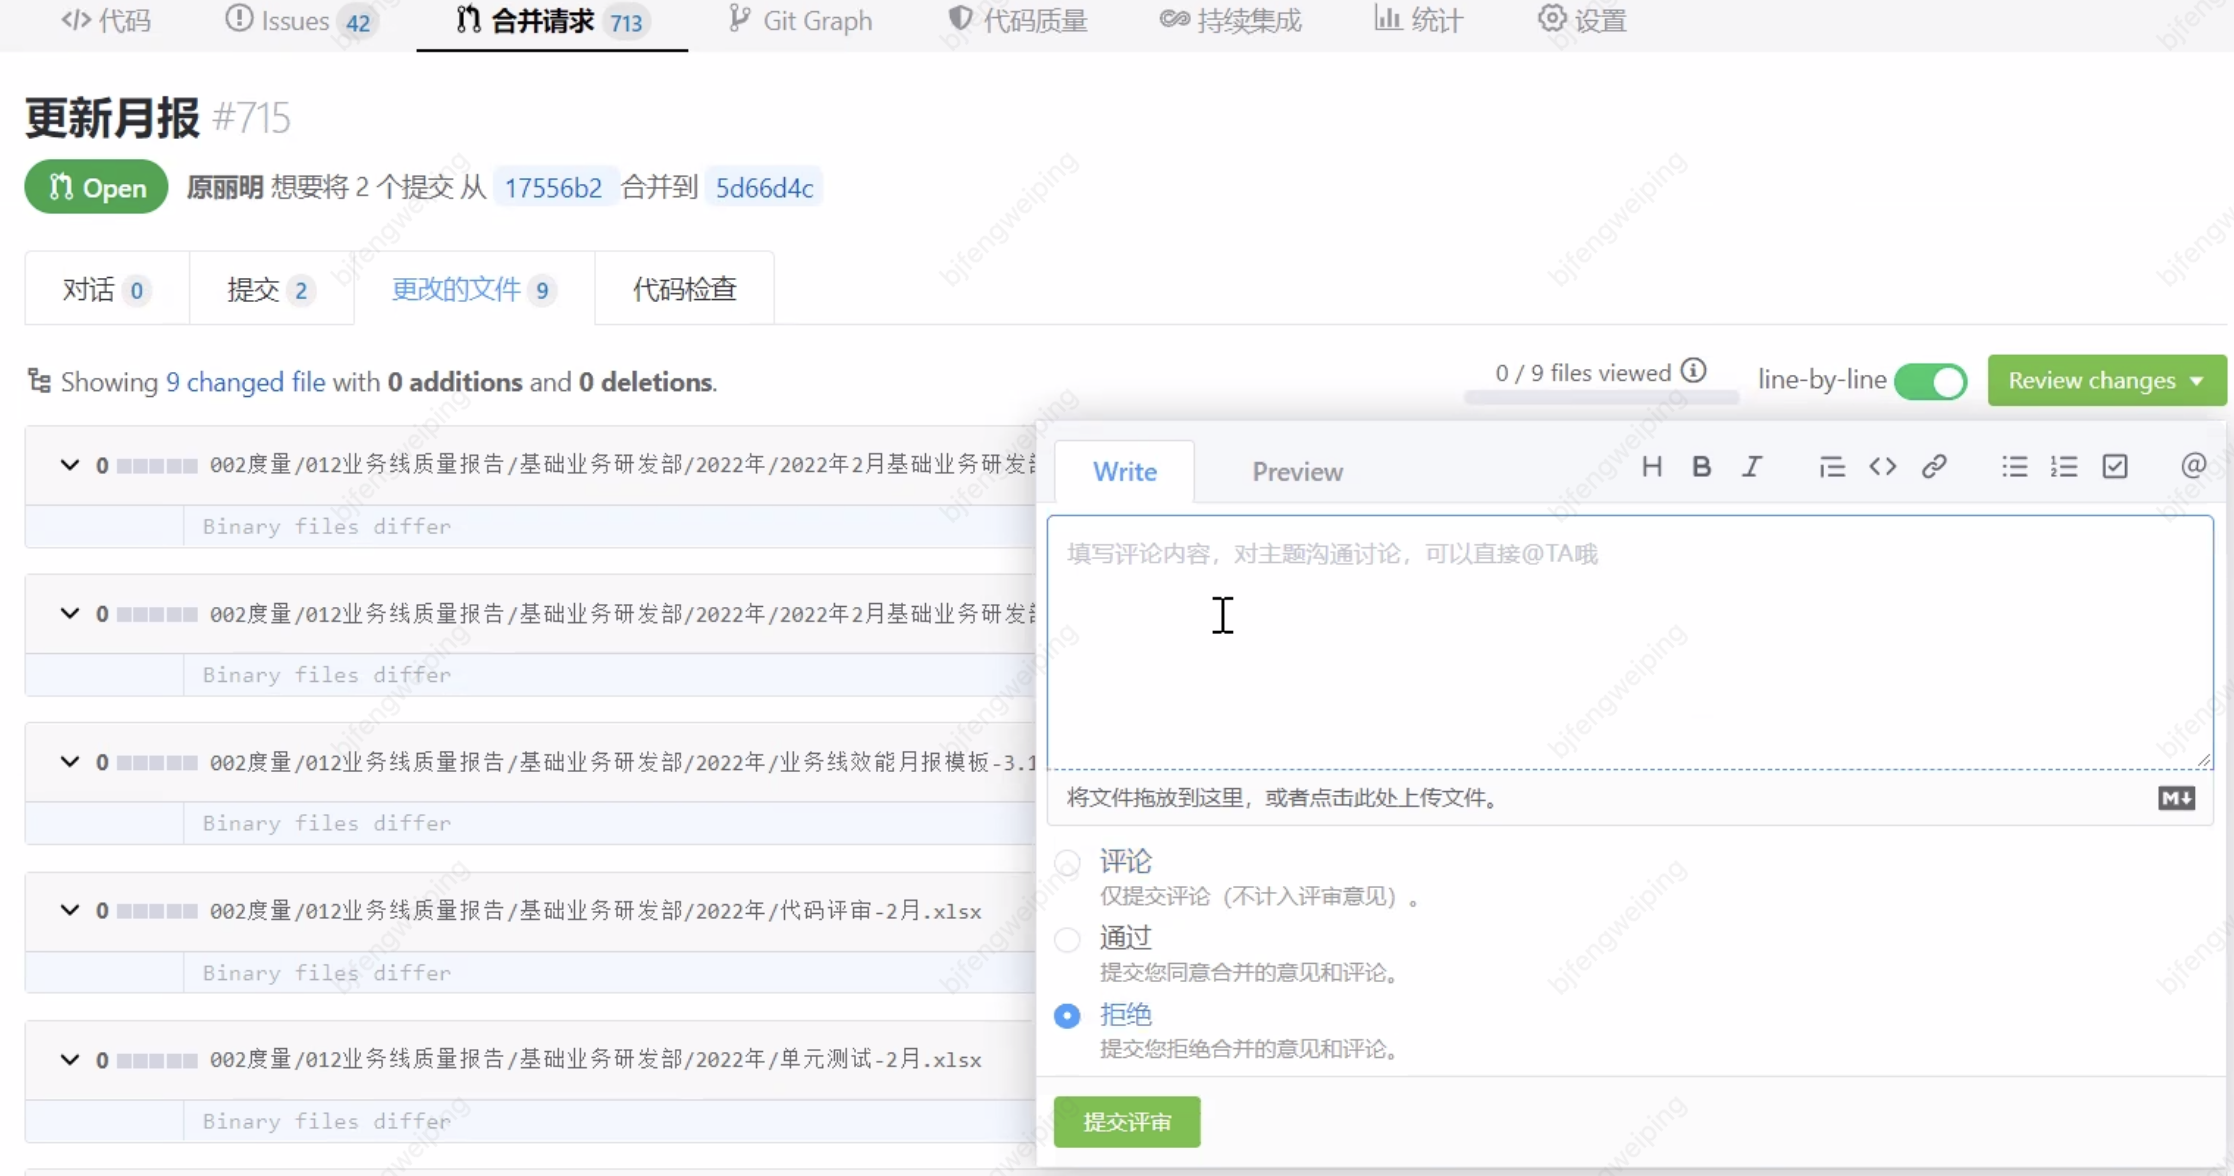 代码 Issues 42 合并请求 713 Git Graph 代码质量 持续集成 统计 设置
更新月报 #715
Open 原丽明 想要将 2 个提交 从 17556b2 合并到 5d66d4c
对话 0 提交 2 更改的文件 9 代码检查
Showing 9 changed file with 0 additions and 0 deletions.
0 / 9 files viewed line-by-line Review changes
0 002度量/012业务线质量报告/基础业务研发部/2022年/2022年2月基础业务研发
Binary files differ
0 002度量/012业务线质量报告/基础业务研发部/2022年/2022年2月基础业务研发
Binary files differ
0 002度量/012业务线质量报告/基础业务研发部/2022年/业务线效能月报模板-3.1
Binary files differ
0 002度量/012业务线质量报告/基础业务研发部/2022年/代码评审-2月.xlsx
Binary files differ
0 002度量/012业务线质量报告/基础业务研发部/2022年/单元测试-2月.xlsx
Binary files differ
Write Preview H B I @
填写评论内容，对主题沟通讨论，可以直接@TA哦
将文件拖放到这里，或者点击此处上传文件。
M
评论
仅提交评论（不计入评审意见）。
通过
提交您同意合并的意见和评论。
拒绝
提交您拒绝合并的意见和评论。
提交评审
bjfengweiping